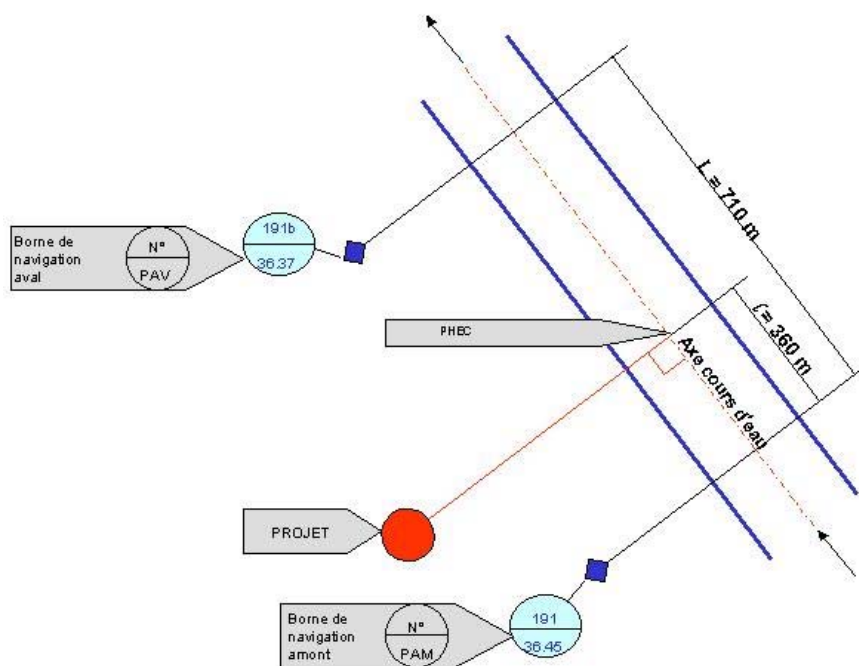 L = 710 m
191b
36.37
Borne de
navigation
aval
N°
PAV
PHEC
l = 360 m
Axe cours d'eau
PROJET
191
36.45
Borne de
navigation
amont
N°
PAM